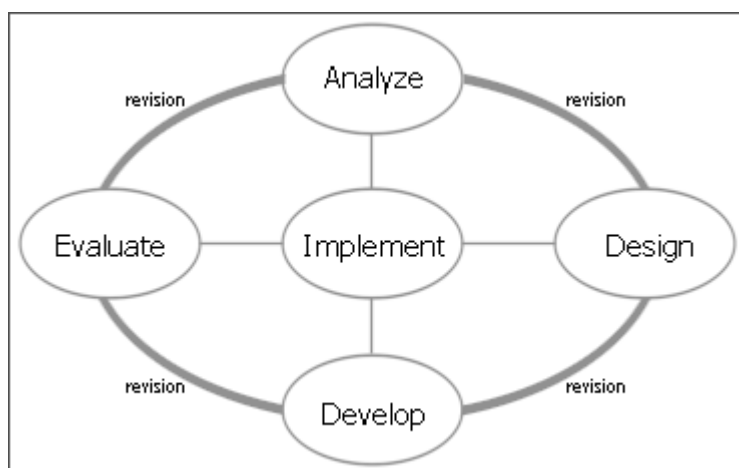 Analyze
revision
revision
Evaluate
Implement
Design
revision
revision
Develop